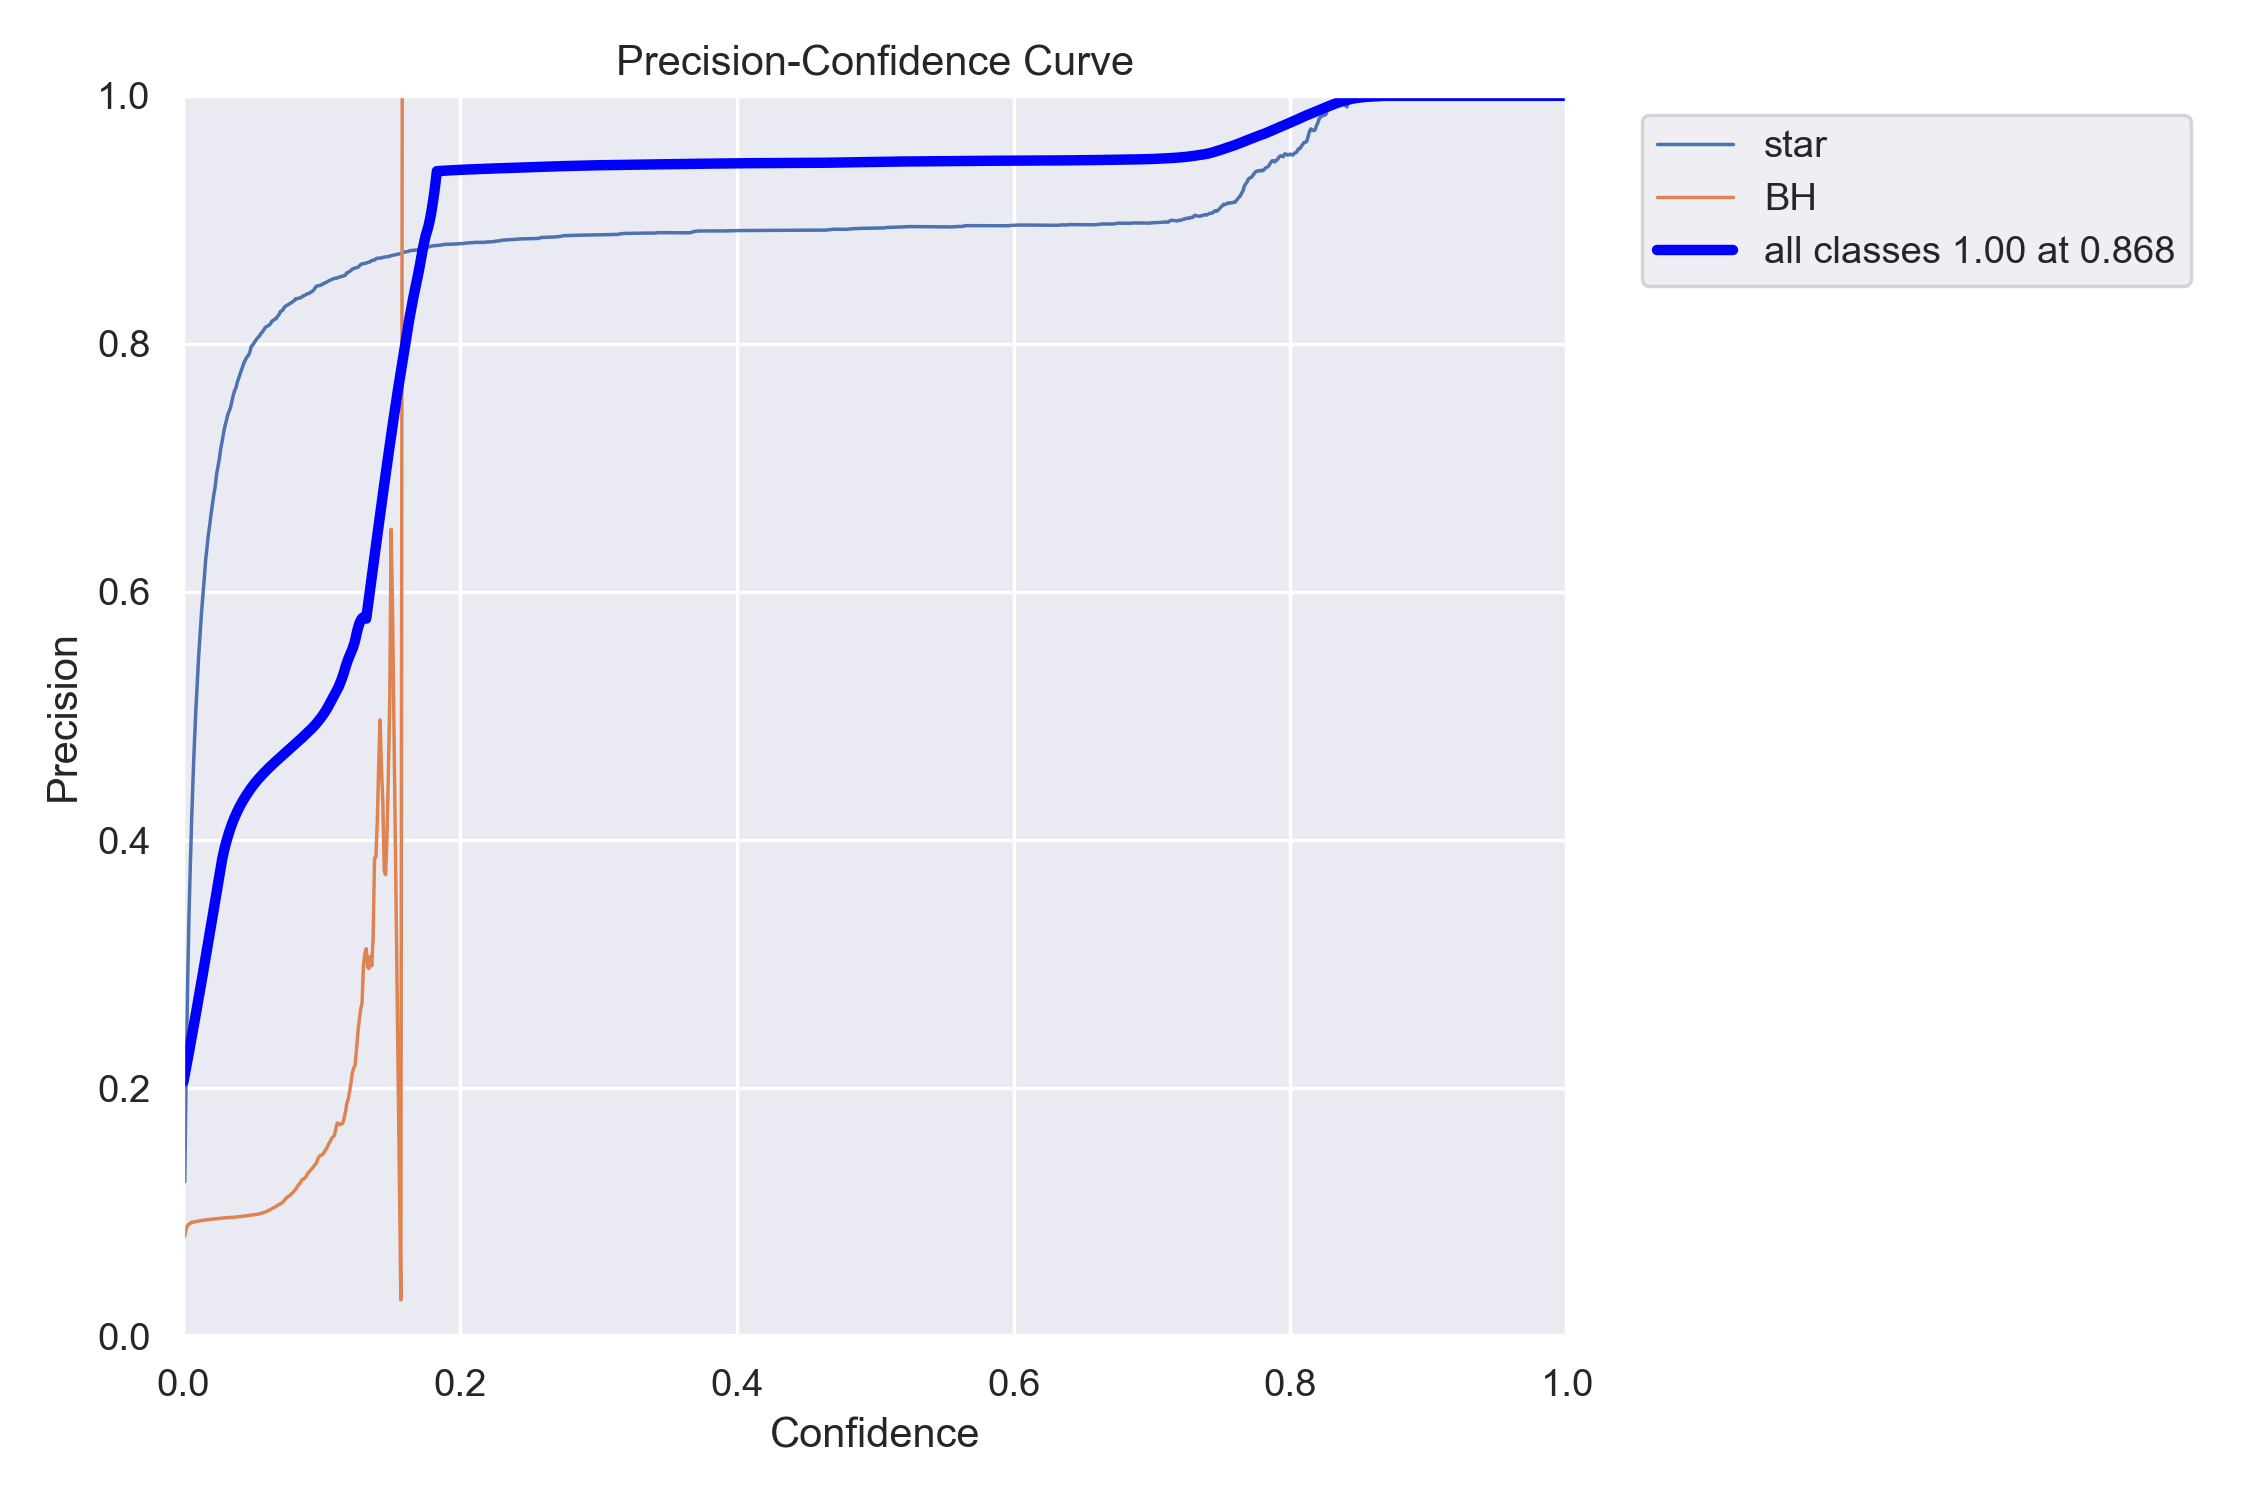 Precision-Confidence Curve
1.0
0.8
0.6
0.4
0.2
0.0
Precision
0.0 0.2 0.4 0.6 0.8 1.0
Confidence
star
BH
all classes 1.00 at 0.868